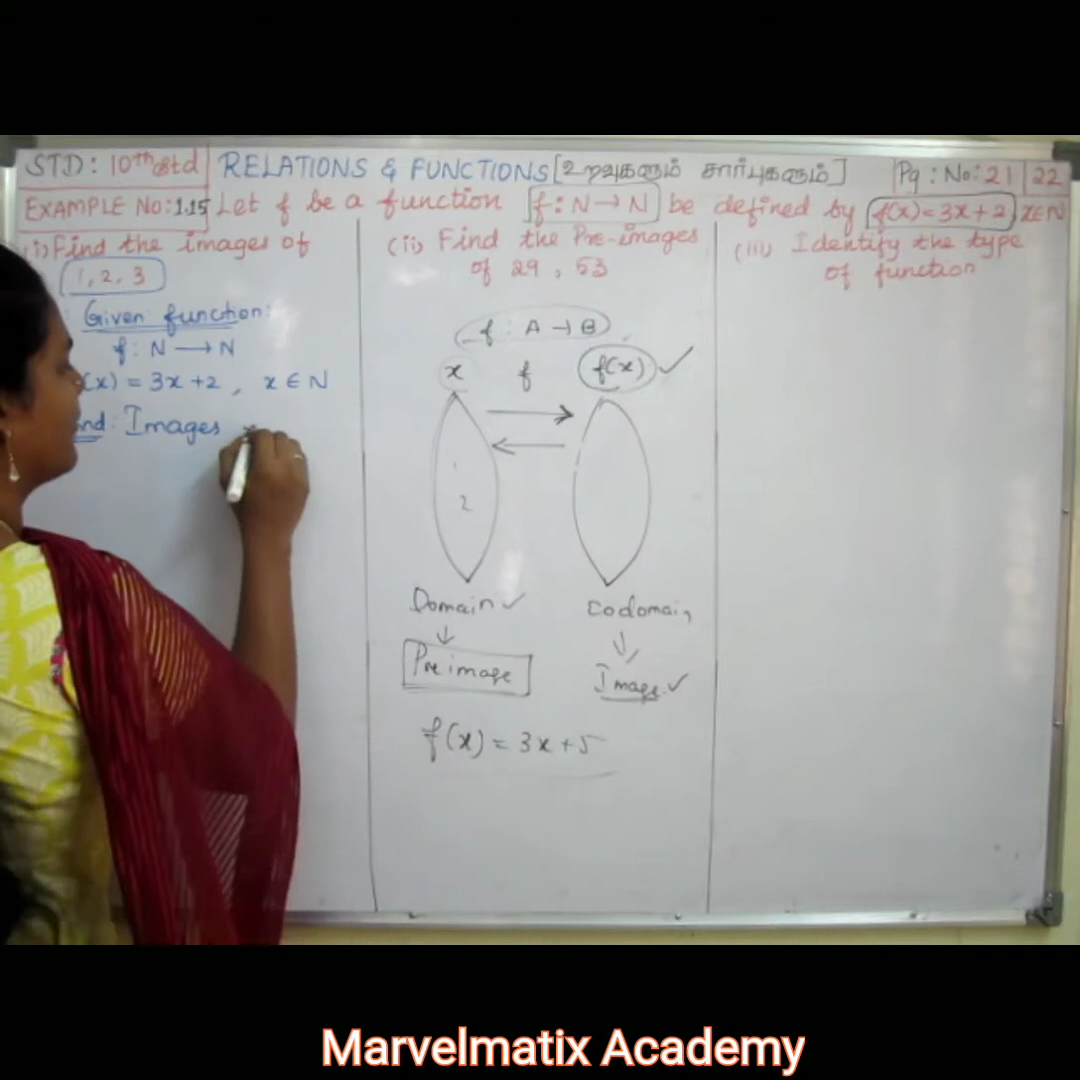 STD: 10th Std RELATIONS & FUNCTIONS [உறவுகளும் சார்புகளும்] Pg: No: 21 22
EXAMPLE No: 1.15 Let f be a function f: N → N be defined by f(x) = 3x + 2, x ∈ N
(i) Find the images of
1, 2, 3
Given function:
f: N → N
(x) = 3x + 2, x ∈ N
nd: Images
(ii) Find the Pre-images
of 29, 53
f: A → B
x f f(x) ✓
1
2
Domain ✓ Codomain
↓ ↓
Pre image Image ✓
f(x) = 3x + 5
(iii) Identify the type
of function
Marvelmatix Academy